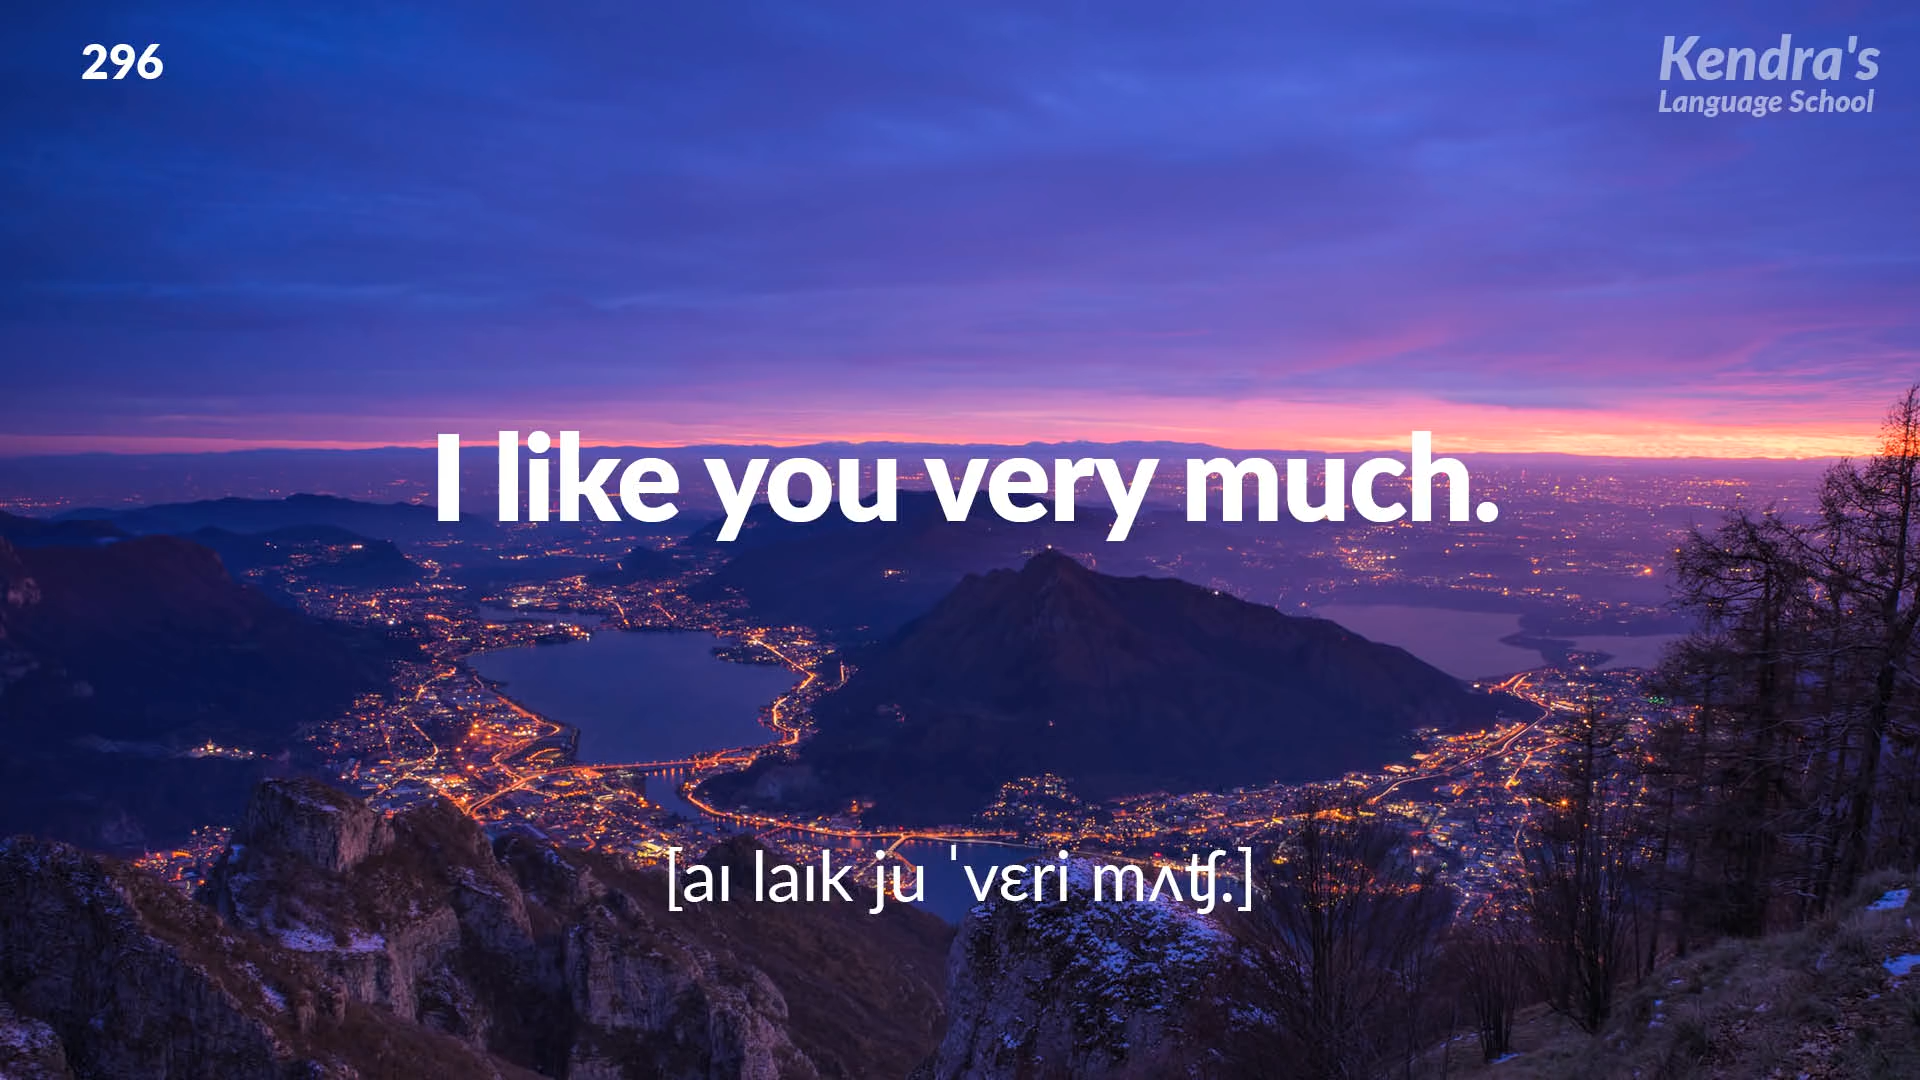 296
Kendra's
Language School
I like you very much.
[aɪ laɪk ju ˈvɛri mʌʧ.]